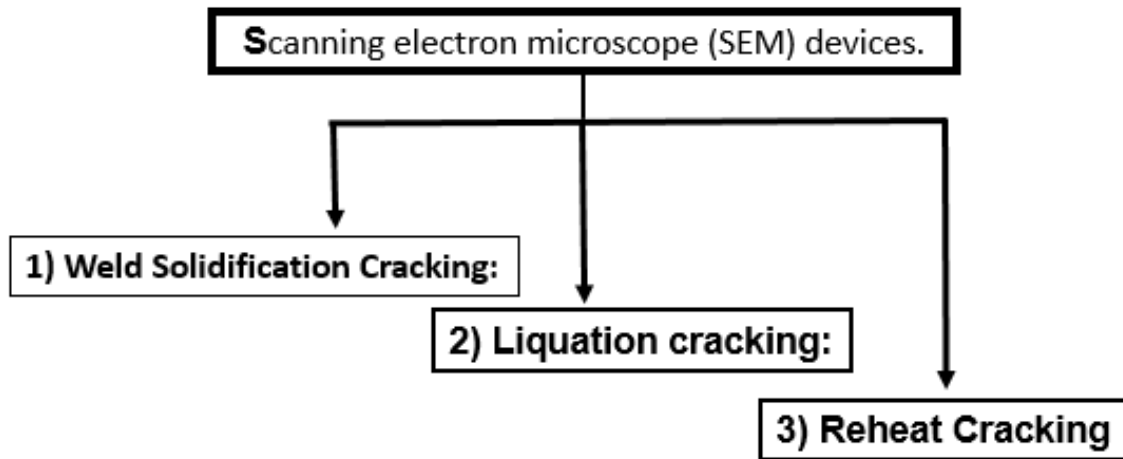 Scanning electron microscope (SEM) devices.
1) Weld Solidification Cracking:
2) Liquation cracking:
3) Reheat Cracking